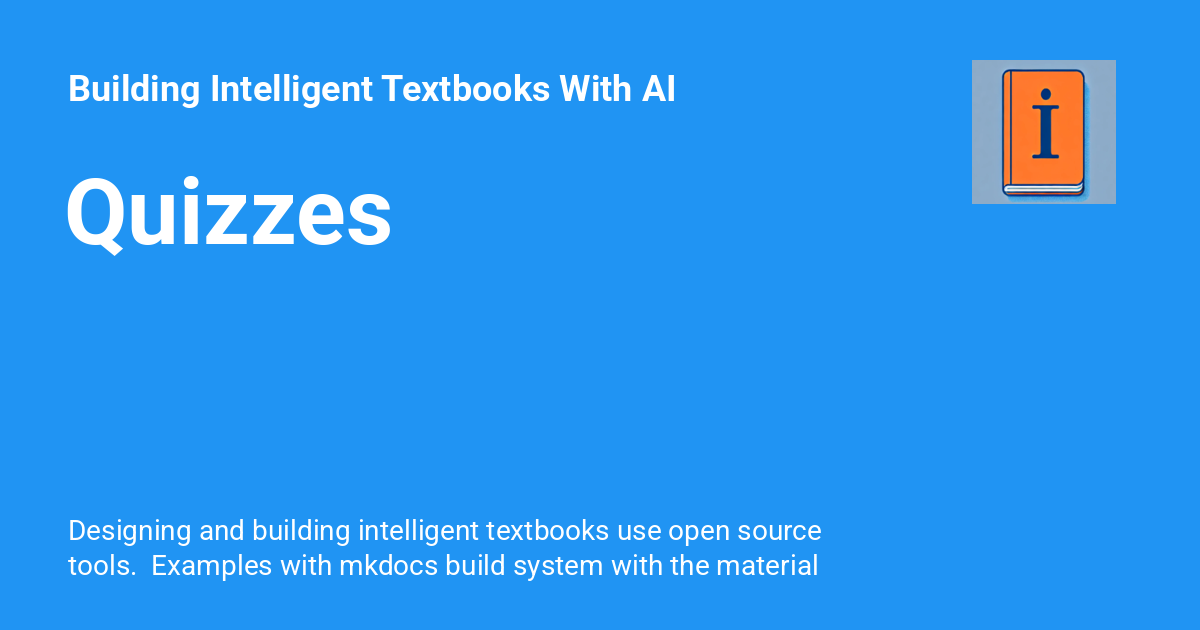 Building Intelligent Textbooks With AI
i
Quizzes
Designing and building intelligent textbooks use open source
tools.  Examples with mkdocs build system with the material